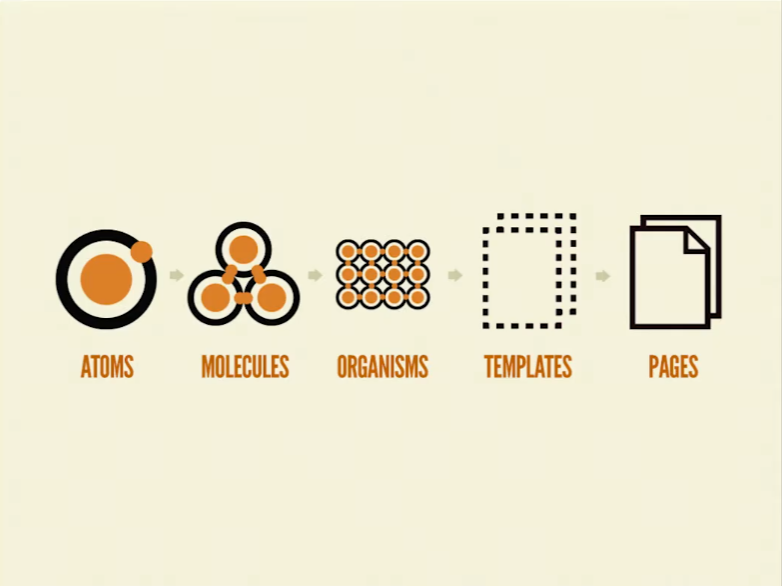 ATOMS
MOLECULES
ORGANISMS
TEMPLATES
PAGES